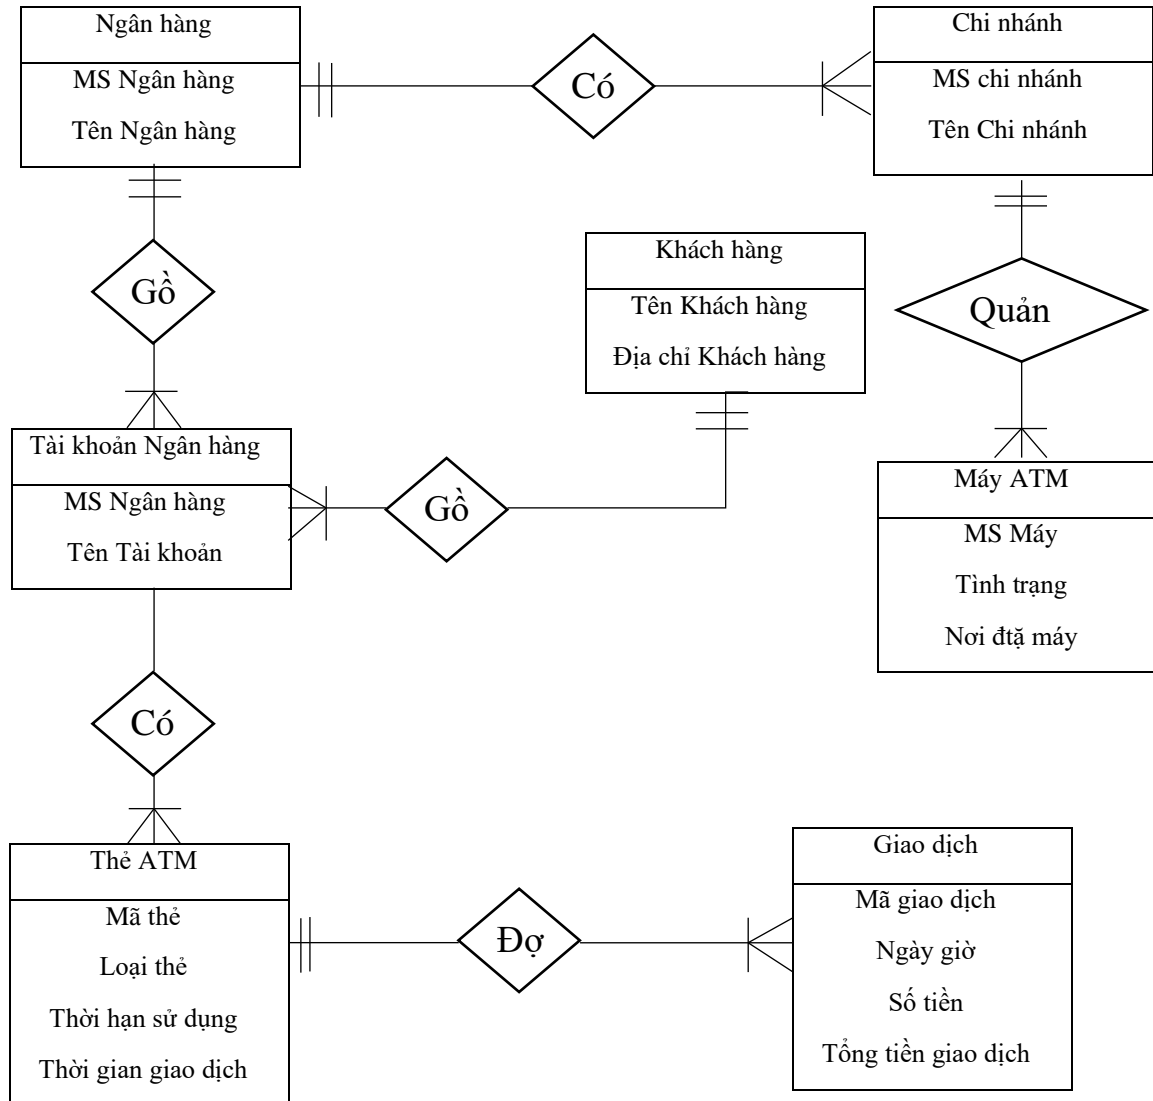 Ngân hàng
MS Ngân hàng
Tên Ngân hàng
Có
Chi nhánh
MS chi nhánh
Tên Chi nhánh
Gồ
Khách hàng
Tên Khách hàng
Địa chỉ Khách hàng
Quản
Tài khoản Ngân hàng
MS Ngân hàng
Tên Tài khoản
Gồ
Máy ATM
MS Máy
Tình trạng
Nơi đtặ máy
Có
Thẻ ATM
Mã thẻ
Loại thẻ
Thời hạn sử dụng
Thời gian giao dịch
Đợ
Giao dịch
Mã giao dịch
Ngày giờ
Số tiền
Tổng tiền giao dịch